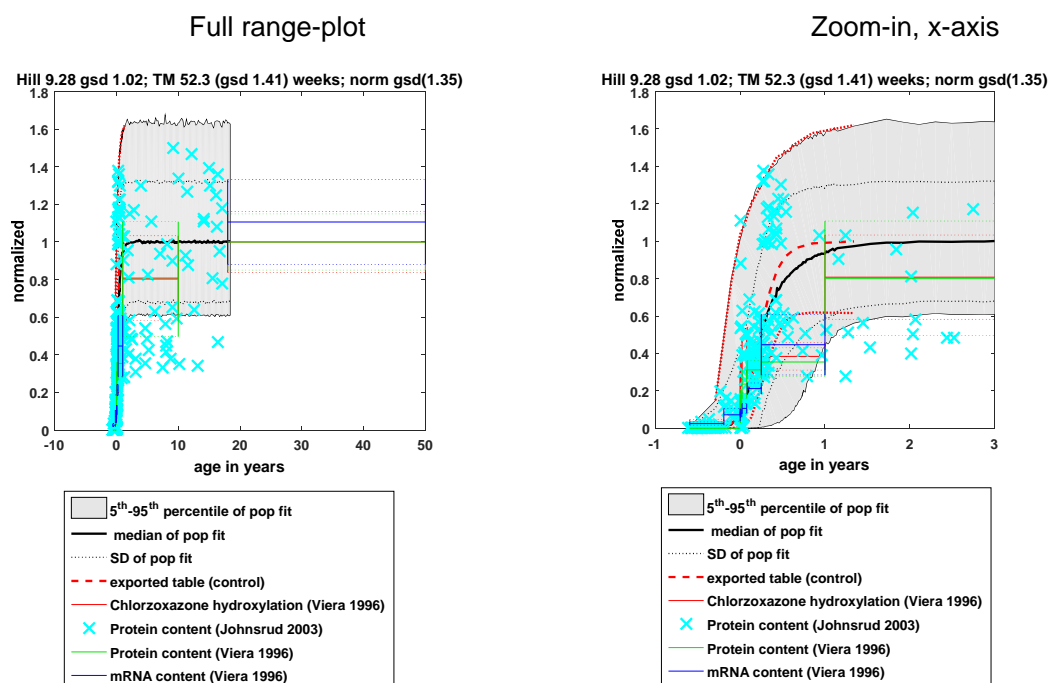 Full range-plot
Zoom-in, x-axis
Hill 9.28 gsd 1.02; TM 52.3 (gsd 1.41) weeks; norm gsd(1.35)
1.8
1.6
1.4
1.2
1
0.8
0.6
0.4
0.2
0
normalized
-10
0
10
20
30
40
50
age in years
5th-95th percentile of pop fit
median of pop fit
SD of pop fit
exported table (control)
Chlorzoxazone hydroxylation (Viera 1996)
Protein content (Johnsrud 2003)
Protein content (Viera 1996)
mRNA content (Viera 1996)
Hill 9.28 gsd 1.02; TM 52.3 (gsd 1.41) weeks; norm gsd(1.35)
1.8
1.6
1.4
1.2
1
0.8
0.6
0.4
0.2
0
normalized
-1
0
1
2
3
age in years
5th-95th percentile of pop fit
median of pop fit
SD of pop fit
exported table (control)
Chlorzoxazone hydroxylation (Viera 1996)
Protein content (Johnsrud 2003)
Protein content (Viera 1996)
mRNA content (Viera 1996)